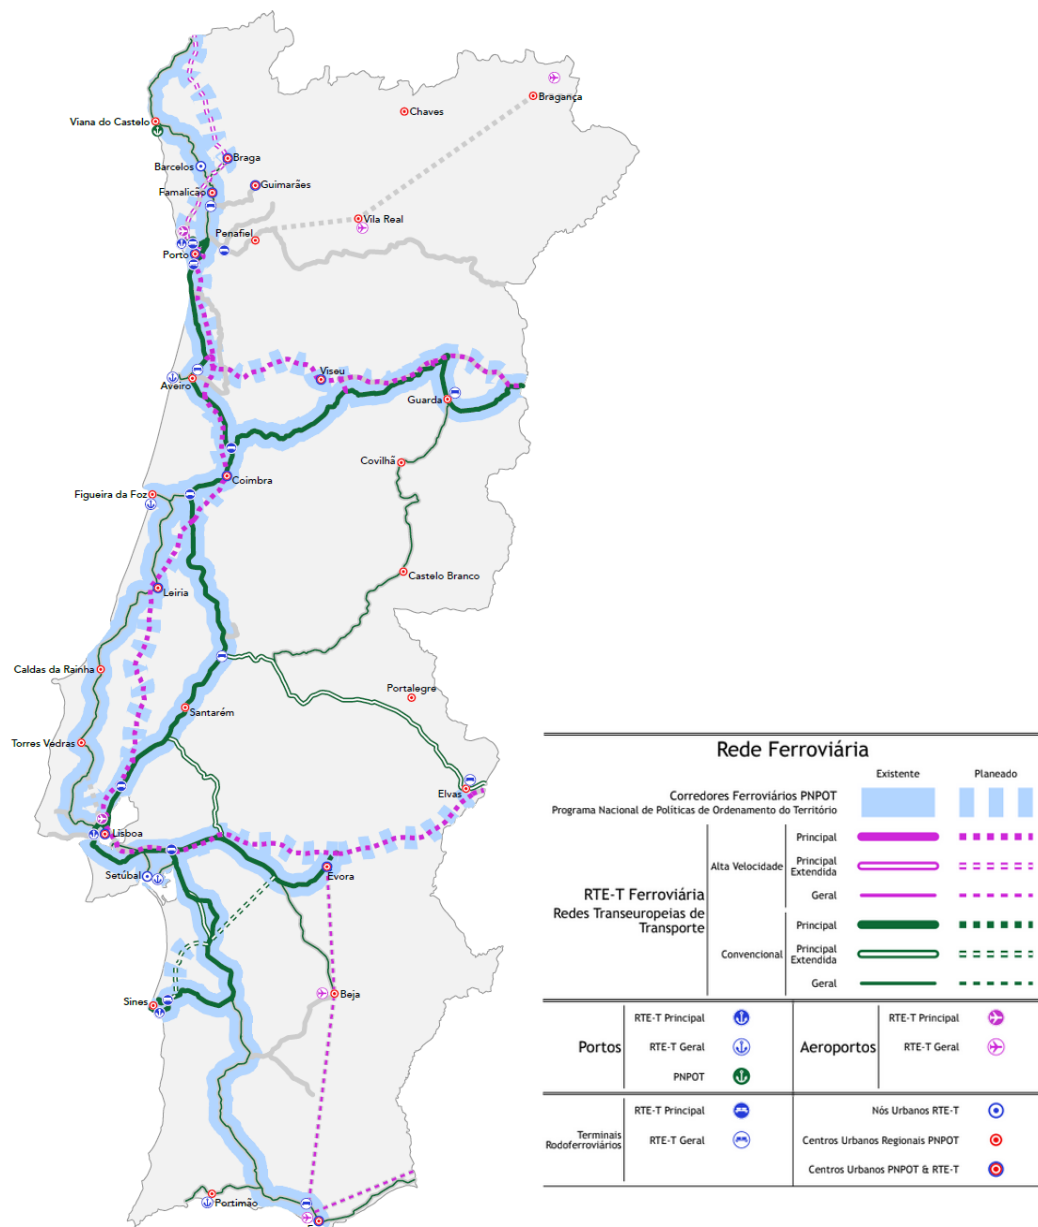 Chaves
Bragança
Viana do Castelo
Barcelos
Braga
Famalicão
Guimarães
Vila Real
Penafiel
Porto
Viseu
Aveiro
Guarda
Covilhã
Coimbra
Figueira da Foz
Castelo Branco
Leiria
Caldas da Rainha
Portalegre
Santarém
Torres Vedras
Elvas
Lisboa
Setúbal
Évora
Beja
Sines
Portimão
Rede Ferroviária
Existente
Planeado
Corredores Ferroviários PNPOT
Programa Nacional de Políticas de Ordenamento do Território
RTE-T Ferroviária
Redes Transeuropeias de
Transporte
Alta Velocidade
Principal
Principal
Extendida
Geral
Convencional
Principal
Principal
Extendida
Geral
Portos
RTE-T Principal
RTE-T Geral
PNPOT
Aeroportos
RTE-T Principal
RTE-T Geral
Terminais
Rodoferroviários
RTE-T Principal
RTE-T Geral
Nós Urbanos RTE-T
Centros Urbanos Regionais PNPOT
Centros Urbanos PNPOT & RTE-T